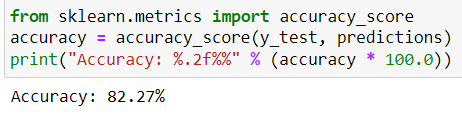 from sklearn.metrics import accuracy_score
accuracy = accuracy_score(y_test, predictions)
print("Accuracy: %.2f%%" % (accuracy * 100.0))
Accuracy: 82.27%